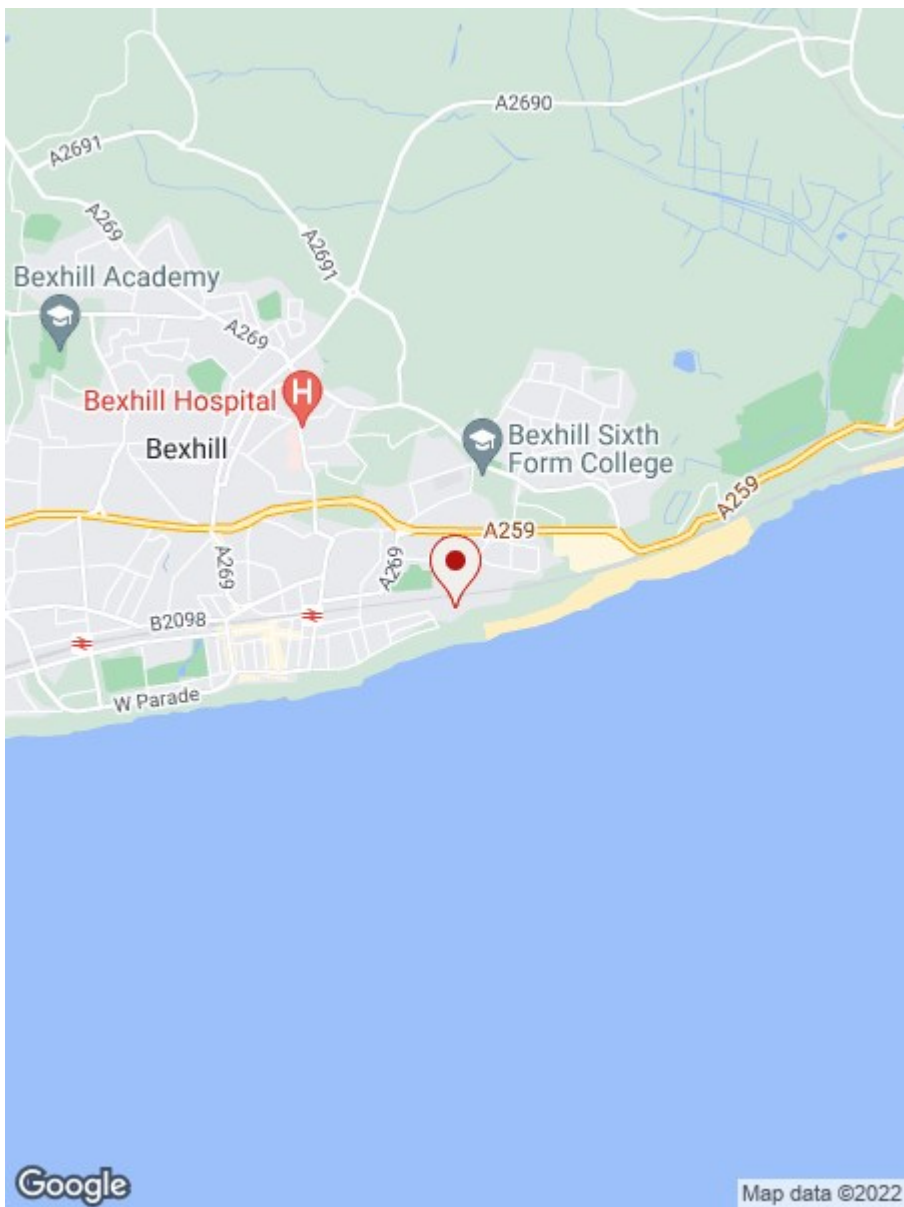 A2690
A2691
A269
A2691
Bexhill Academy
A269
Bexhill Hospital
H
Bexhill
Bexhill Sixth
Form College
A259
A259
A269
A269
B2098
W Parade
Google
Map data ©2022